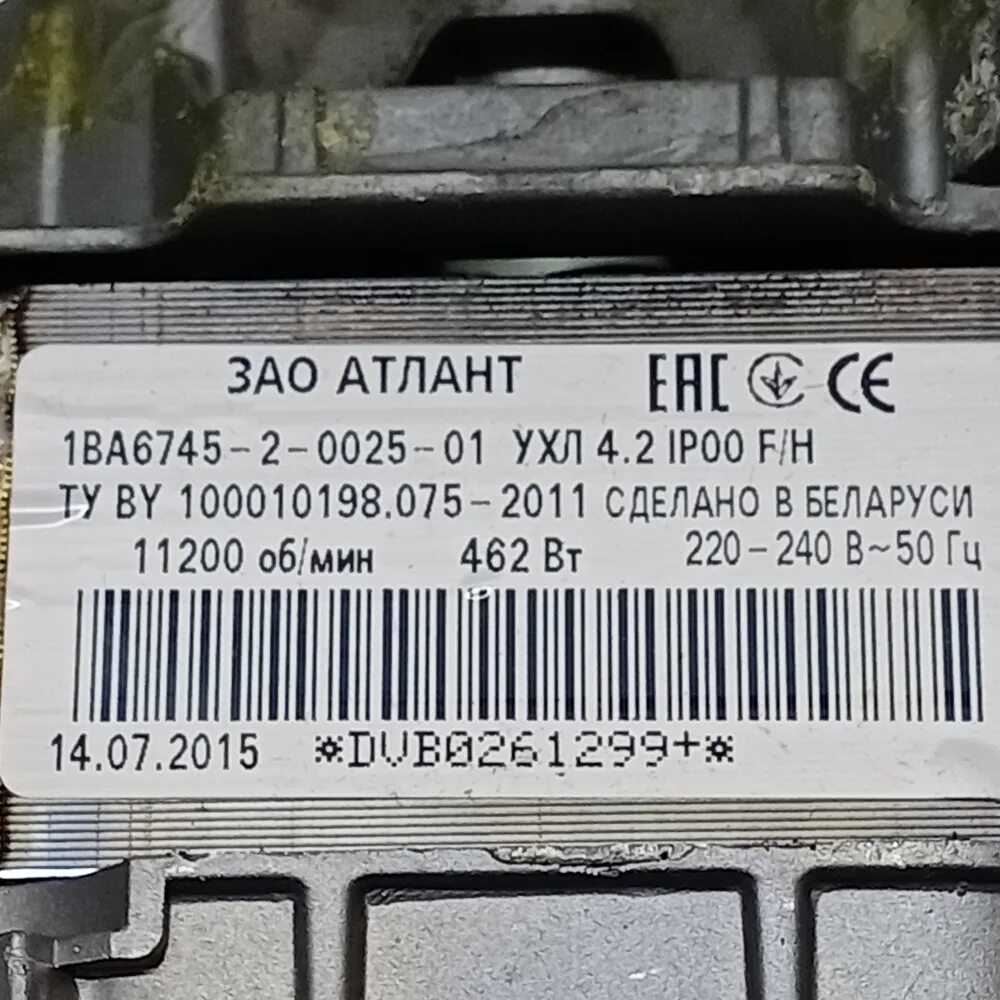 ЗАО АТЛАНТ EAC CE
1ВА6745-2-0025-01 УХЛ 4.2 IP00 F/H
ТУ BY 100010198.075-2011 СДЕЛАНО В БЕЛАРУСИ
11200 об/мин 462 Вт 220-240 В~50 Гц
14.07.2015 *DVB0261299+*